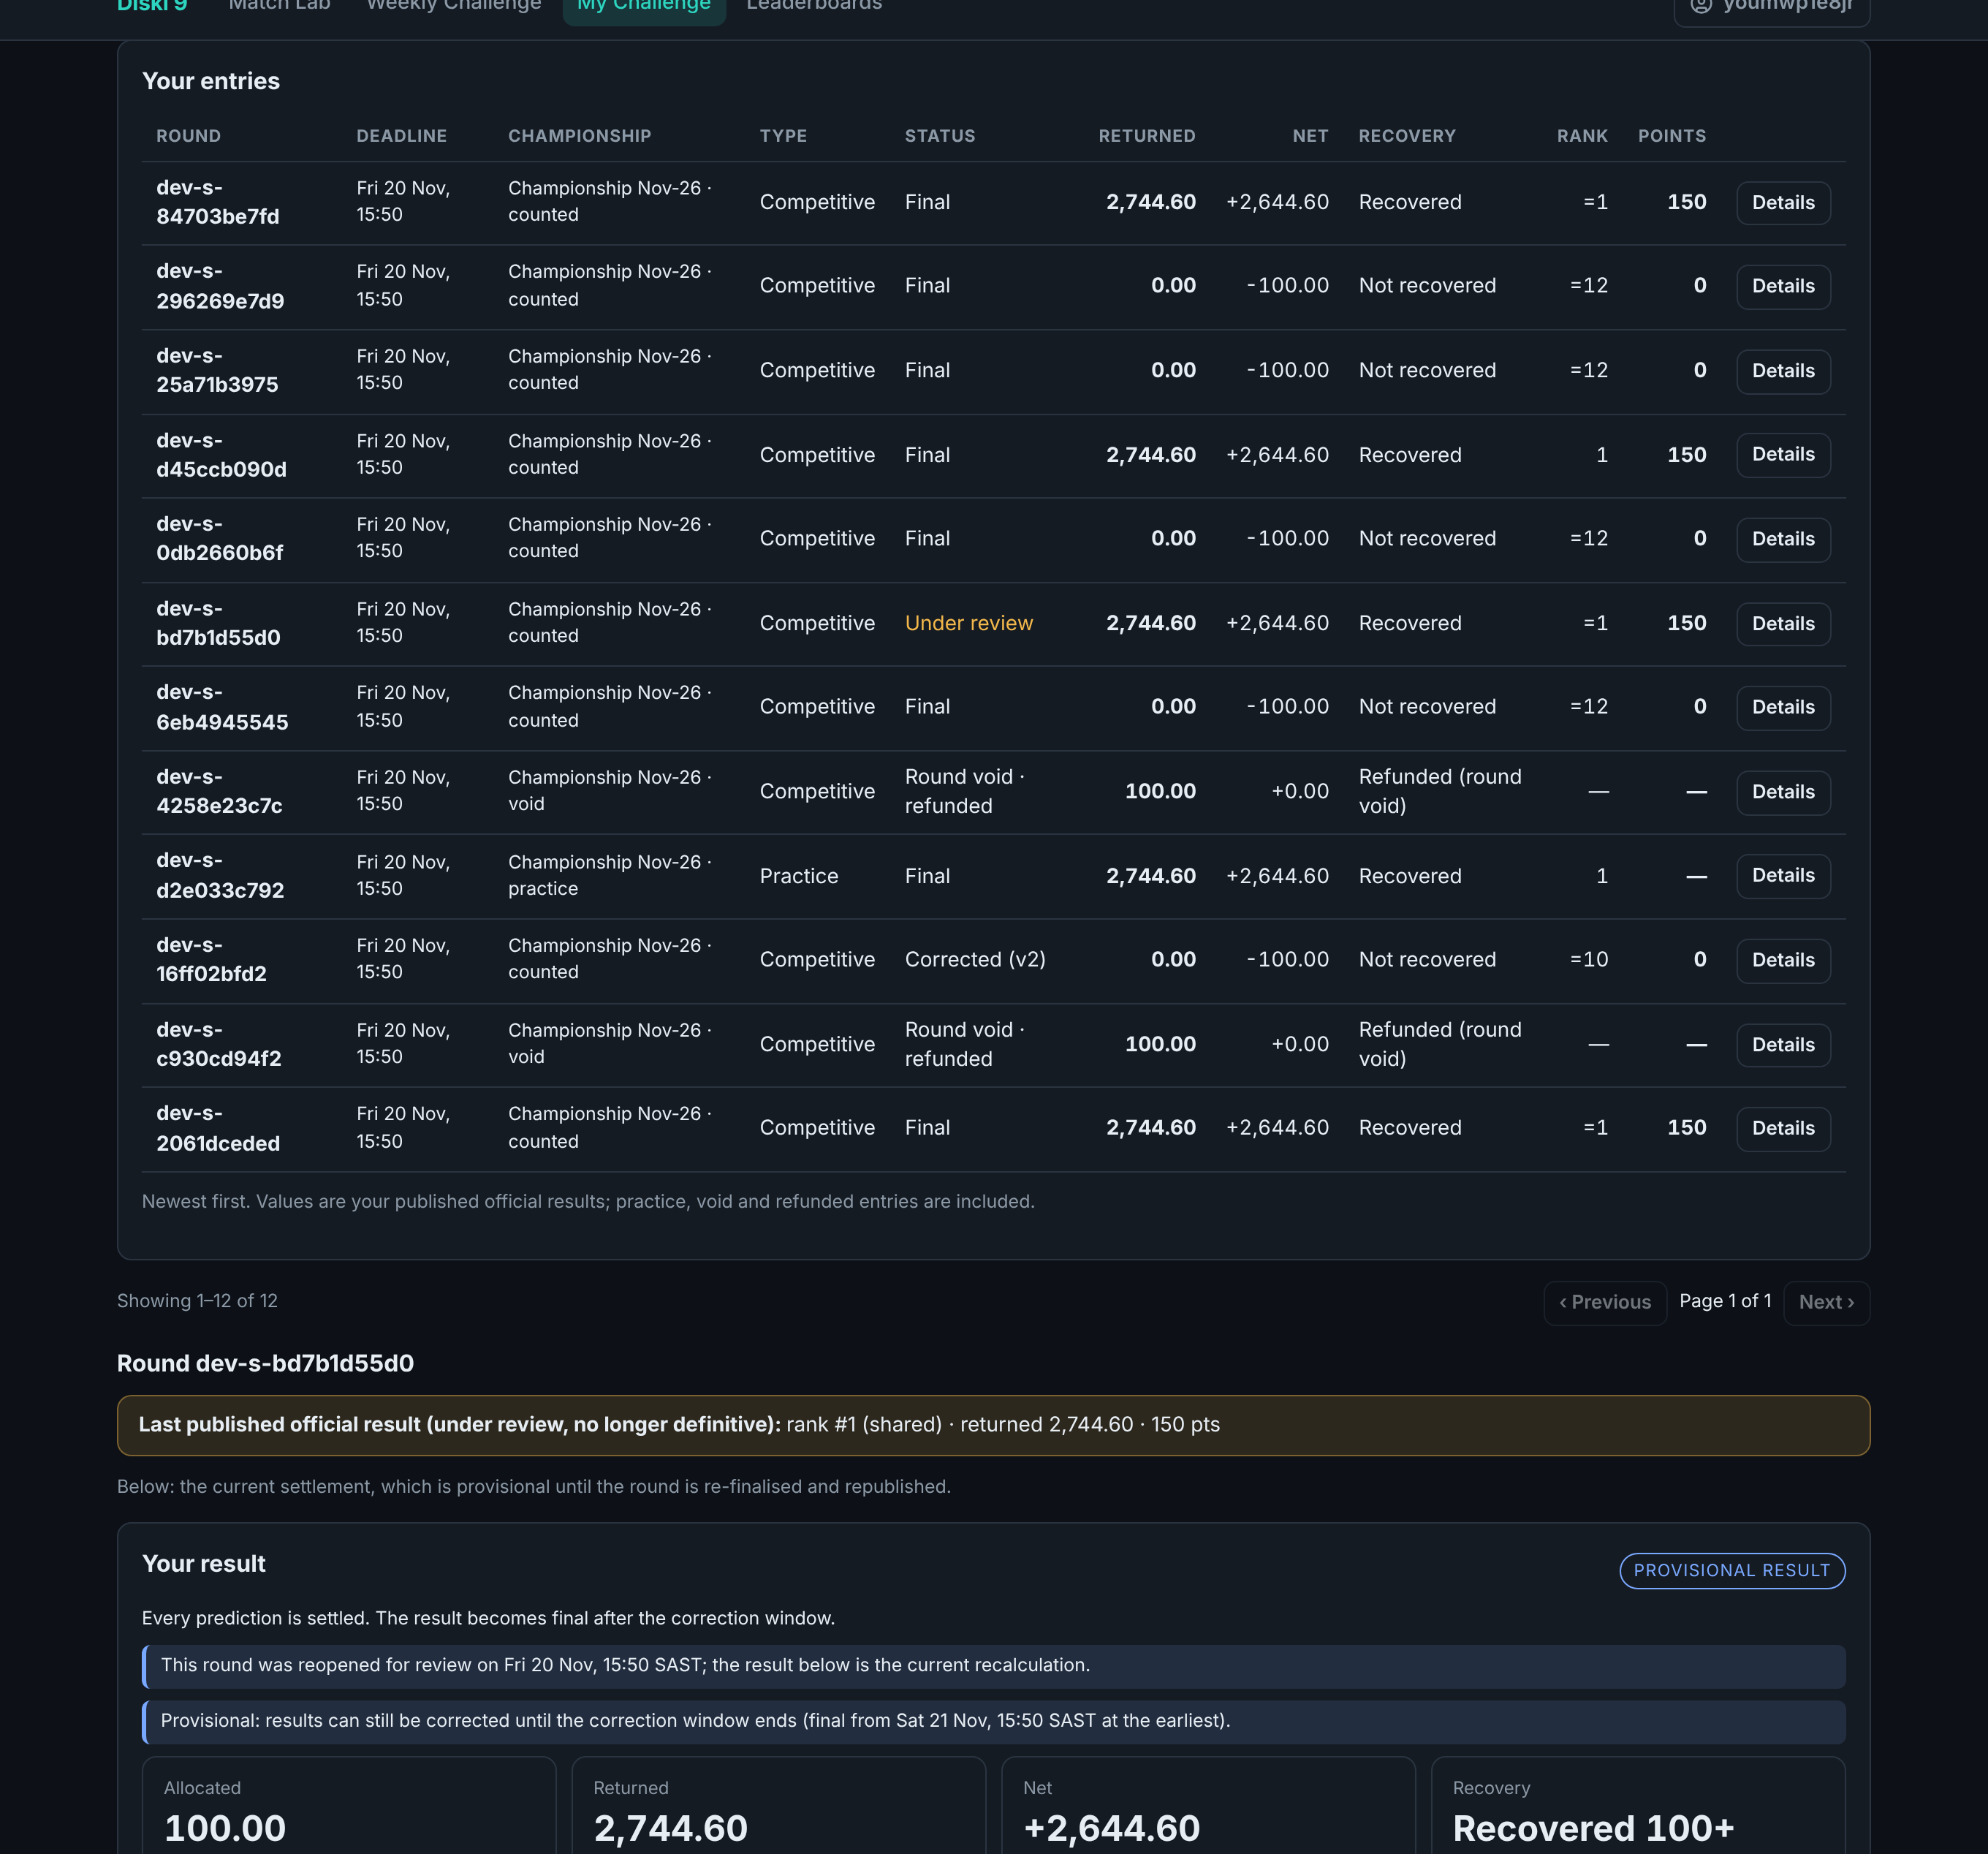 Diski 9 Match Lab Weekly Challenge My Challenge Leaderboards
Your entries
ROUND DEADLINE CHAMPIONSHIP TYPE STATUS RETURNED NET RECOVERY RANK POINTS
dev-s-84703be7fd Fri 20 Nov, 15:50 Championship Nov-26 · counted Competitive Final 2,744.60 +2,644.60 Recovered =1 150 Details
dev-s-296269e7d9 Fri 20 Nov, 15:50 Championship Nov-26 · counted Competitive Final 0.00 -100.00 Not recovered =12 0 Details
dev-s-25a71b3975 Fri 20 Nov, 15:50 Championship Nov-26 · counted Competitive Final 0.00 -100.00 Not recovered =12 0 Details
dev-s-d45ccb090d Fri 20 Nov, 15:50 Championship Nov-26 · counted Competitive Final 2,744.60 +2,644.60 Recovered 1 150 Details
dev-s-0db2660b6f Fri 20 Nov, 15:50 Championship Nov-26 · counted Competitive Final 0.00 -100.00 Not recovered =12 0 Details
dev-s-bd7b1d55d0 Fri 20 Nov, 15:50 Championship Nov-26 · counted Competitive Under review 2,744.60 +2,644.60 Recovered =1 150 Details
dev-s-6eb4945545 Fri 20 Nov, 15:50 Championship Nov-26 · counted Competitive Final 0.00 -100.00 Not recovered =12 0 Details
dev-s-4258e23c7c Fri 20 Nov, 15:50 Championship Nov-26 · void Competitive Round void · refunded 100.00 +0.00 Refunded (round void) — — Details
dev-s-d2e033c792 Fri 20 Nov, 15:50 Championship Nov-26 · practice Practice Final 2,744.60 +2,644.60 Recovered 1 — Details
dev-s-16ff02bfd2 Fri 20 Nov, 15:50 Championship Nov-26 · counted Competitive Corrected (v2) 0.00 -100.00 Not recovered =10 0 Details
dev-s-c930cd94f2 Fri 20 Nov, 15:50 Championship Nov-26 · void Competitive Round void · refunded 100.00 +0.00 Refunded (round void) — — Details
dev-s-2061dceded Fri 20 Nov, 15:50 Championship Nov-26 · counted Competitive Final 2,744.60 +2,644.60 Recovered =1 150 Details
Newest first. Values are your published official results; practice, void and refunded entries are included.
Showing 1–12 of 12 ‹ Previous Page 1 of 1 Next ›
Round dev-s-bd7b1d55d0
Last published official result (under review, no longer definitive): rank #1 (shared) · returned 2,744.60 · 150 pts
Below: the current settlement, which is provisional until the round is re-finalised and republished.
Your result PROVISIONAL RESULT
Every prediction is settled. The result becomes final after the correction window.
This round was reopened for review on Fri 20 Nov, 15:50 SAST; the result below is the current recalculation.
Provisional: results can still be corrected until the correction window ends (final from Sat 21 Nov, 15:50 SAST at the earliest).
Allocated Returned Net Recovery
100.00 2,744.60 +2,644.60 Recovered 100+